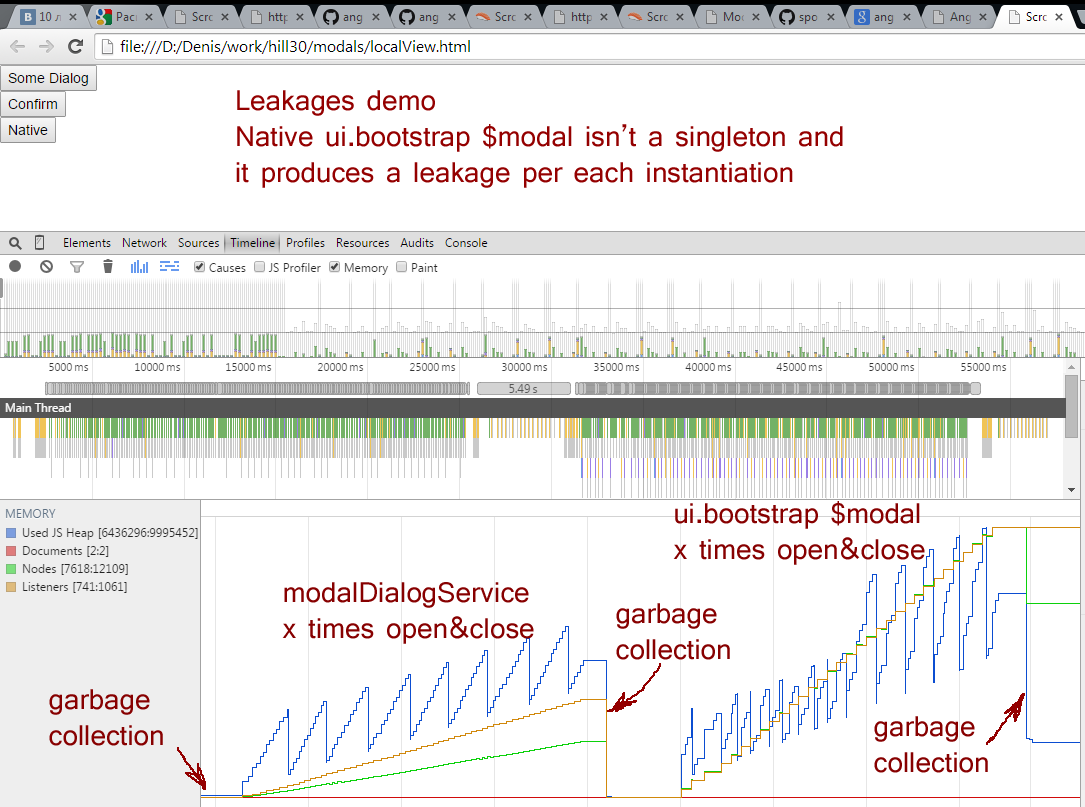 10 л
Pac
Scro
http
ang
ang
Scro
http
Scro
Mod
spo
ang
Ang
Scro
file:///D:/Denis/work/hill30/modals/localView.html
Some Dialog
Confirm
Native
Leakages demo
Native ui.bootstrap $modal isn't a singleton and
it produces a leakage per each instantiation
Elements Network Sources Timeline Profiles Resources Audits Console
Causes JS Profiler Memory Paint
5000 ms 10000 ms 15000 ms 20000 ms 25000 ms 30000 ms 35000 ms 40000 ms 45000 ms 50000 ms 55000 ms
5.49 s
Main Thread
MEMORY
Used JS Heap [6436296:9995452]
Documents [2:2]
Nodes [7618:12109]
Listeners [741:1061]
ui.bootstrap $modal
x times open&close
modalDialogService
x times open&close
garbage
collection
garbage
collection
garbage
collection